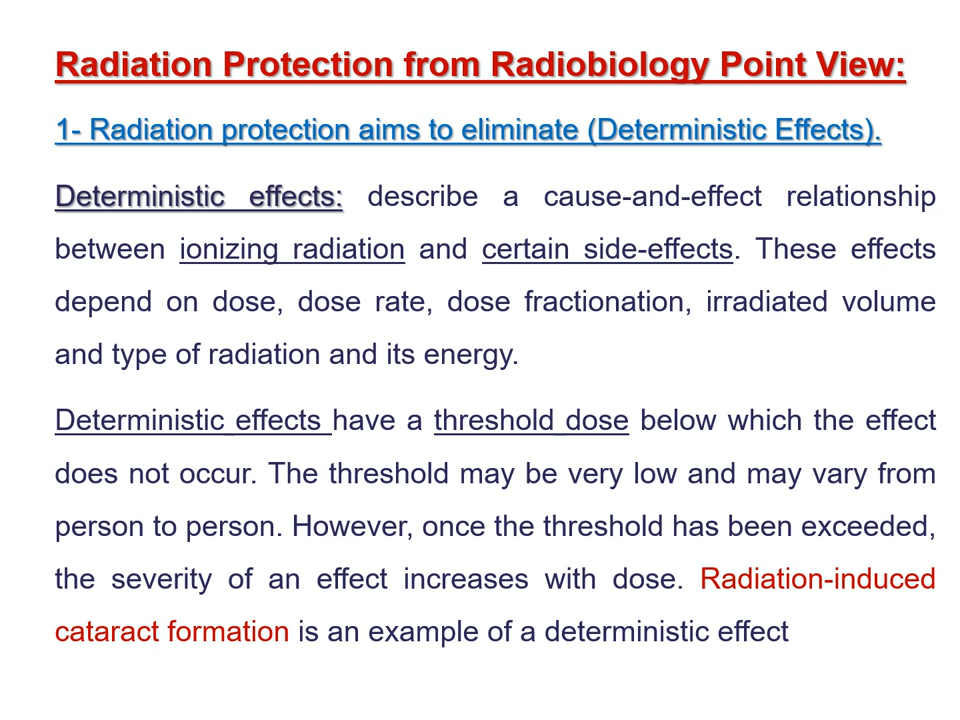 Radiation Protection from Radiobiology Point View:
1- Radiation protection aims to eliminate (Deterministic Effects).
Deterministic effects: describe a cause-and-effect relationship
between ionizing radiation and certain side-effects. These effects
depend on dose, dose rate, dose fractionation, irradiated volume
and type of radiation and its energy.
Deterministic effects have a threshold dose below which the effect
does not occur. The threshold may be very low and may vary from
person to person. However, once the threshold has been exceeded,
the severity of an effect increases with dose. Radiation-induced
cataract formation is an example of a deterministic effect